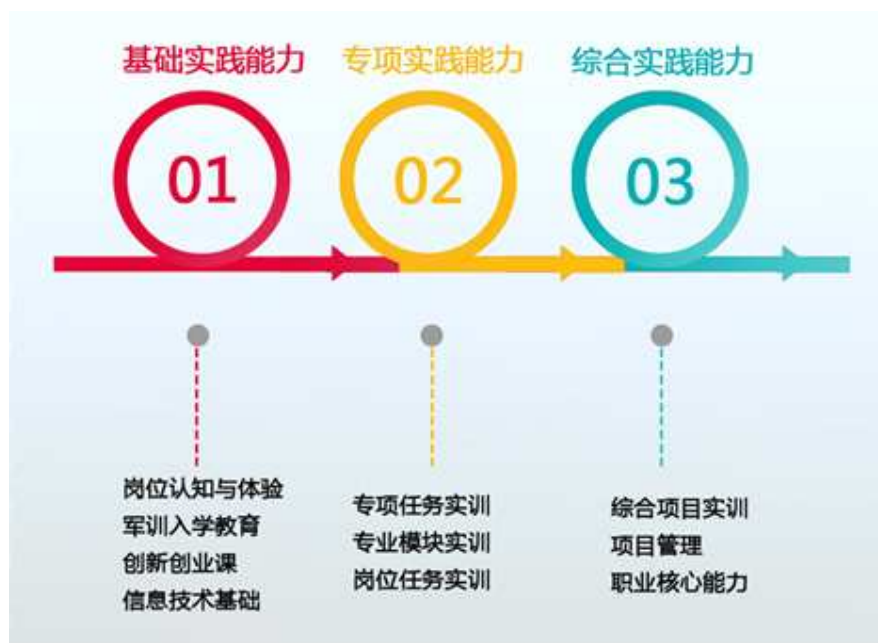 基础实践能力
专项实践能力
综合实践能力
01
02
03
岗位认知与体验
军训入学教育
创新创业课
信息技术基础
专项任务实训
专业模块实训
岗位任务实训
综合项目实训
项目管理
职业核心能力